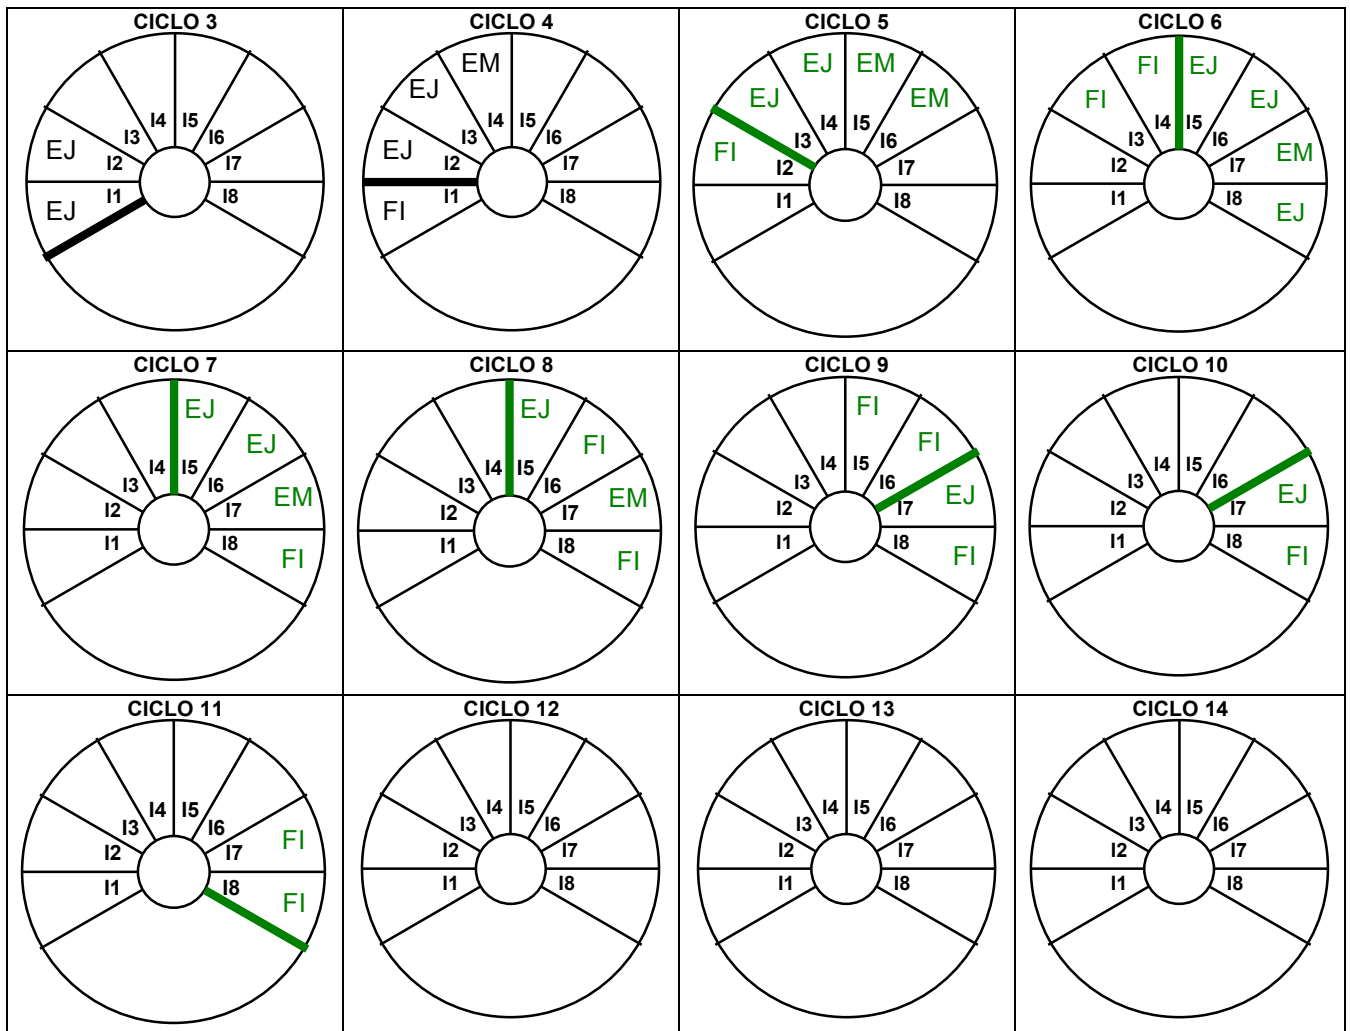 CICLO 3
EJ
EJ
I1
I2
I3
I4
I5
I6
I7
I8
CICLO 4
FI
EJ
EJ
EM
I1
I2
I3
I4
I5
I6
I7
I8
CICLO 5
FI
EJ
EJ
EM
EM
I1
I2
I3
I4
I5
I6
I7
I8
CICLO 6
FI
FI
EJ
EJ
EM
EJ
I1
I2
I3
I4
I5
I6
I7
I8
CICLO 7
EJ
EJ
EM
FI
I1
I2
I3
I4
I5
I6
I7
I8
CICLO 8
EJ
FI
EM
FI
I1
I2
I3
I4
I5
I6
I7
I8
CICLO 9
FI
FI
EJ
FI
I1
I2
I3
I4
I5
I6
I7
I8
CICLO 10
EJ
FI
I1
I2
I3
I4
I5
I6
I7
I8
CICLO 11
FI
FI
I1
I2
I3
I4
I5
I6
I7
I8
CICLO 12
I1
I2
I3
I4
I5
I6
I7
I8
CICLO 13
I1
I2
I3
I4
I5
I6
I7
I8
CICLO 14
I1
I2
I3
I4
I5
I6
I7
I8